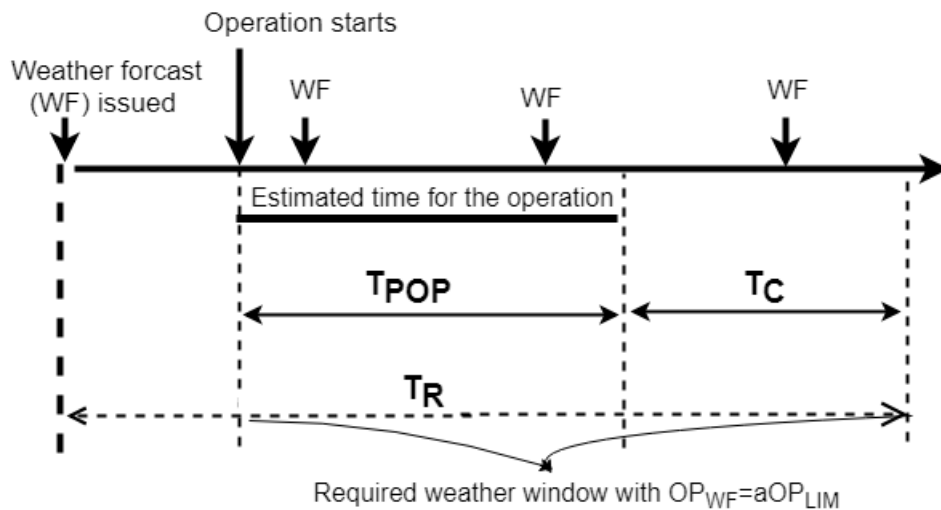 Operation starts
Weather forcast
(WF) issued
WF
WF
WF
Estimated time for the operation
TPOP
TC
TR
Required weather window with OPWF=aOPLIM